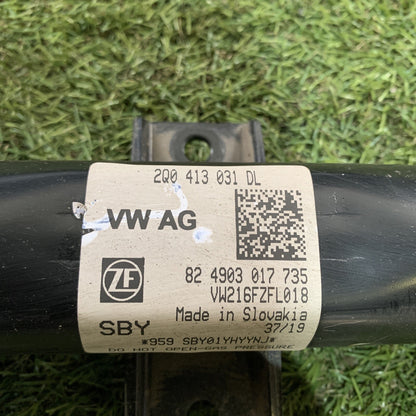 2Q0 413 031 DL
VW AG
ZF
82 4903 017 735
VW216FZFL018
Made in Slovakia
SBY
37/19
*959 SBY01YHYYNJ*
DO NOT OPEN-GAS PRESSURE